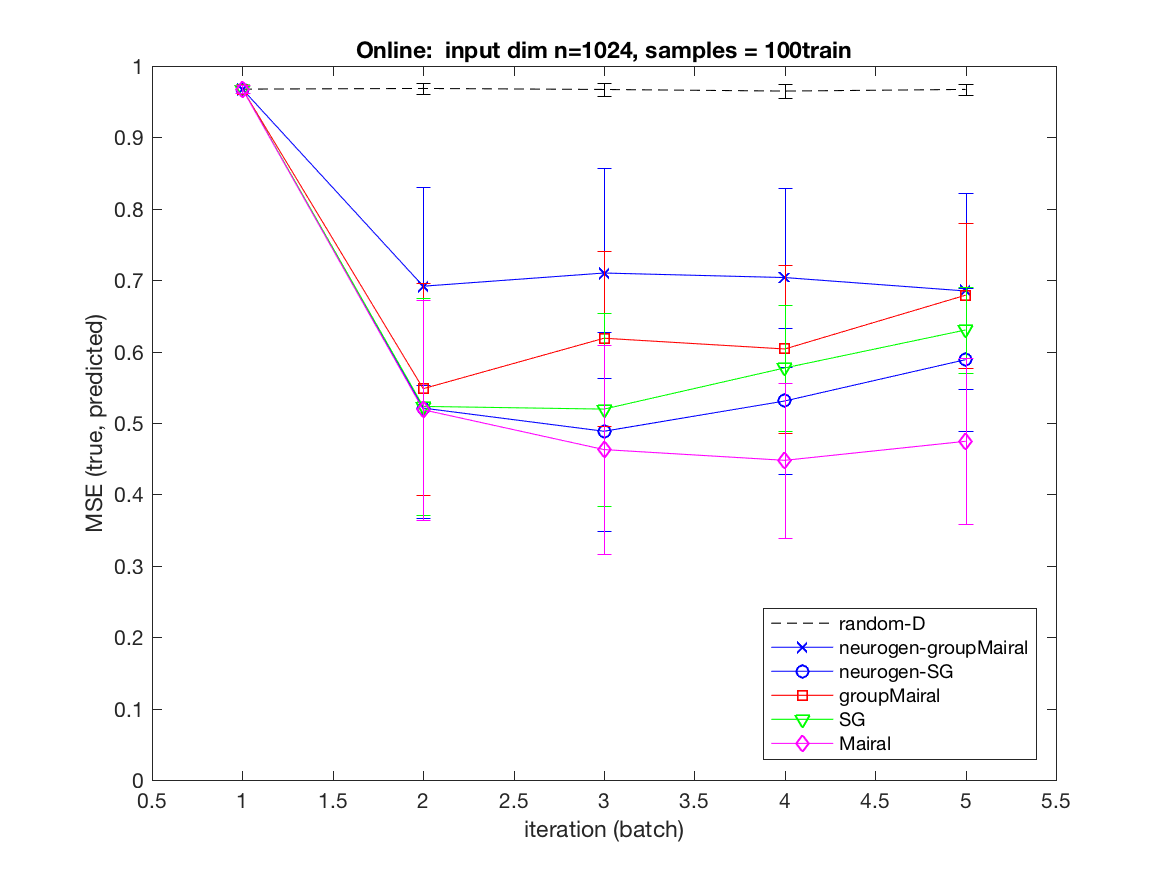 Online:  input dim n=1024, samples = 100train
1
0.9
0.8
0.7
0.6
0.5
0.4
0.3
0.2
0.1
0
MSE (true, predicted)
random-D
neurogen-groupMairal
neurogen-SG
groupMairal
SG
Mairal
0.5 1 1.5 2 2.5 3 3.5 4 4.5 5 5.5
iteration (batch)